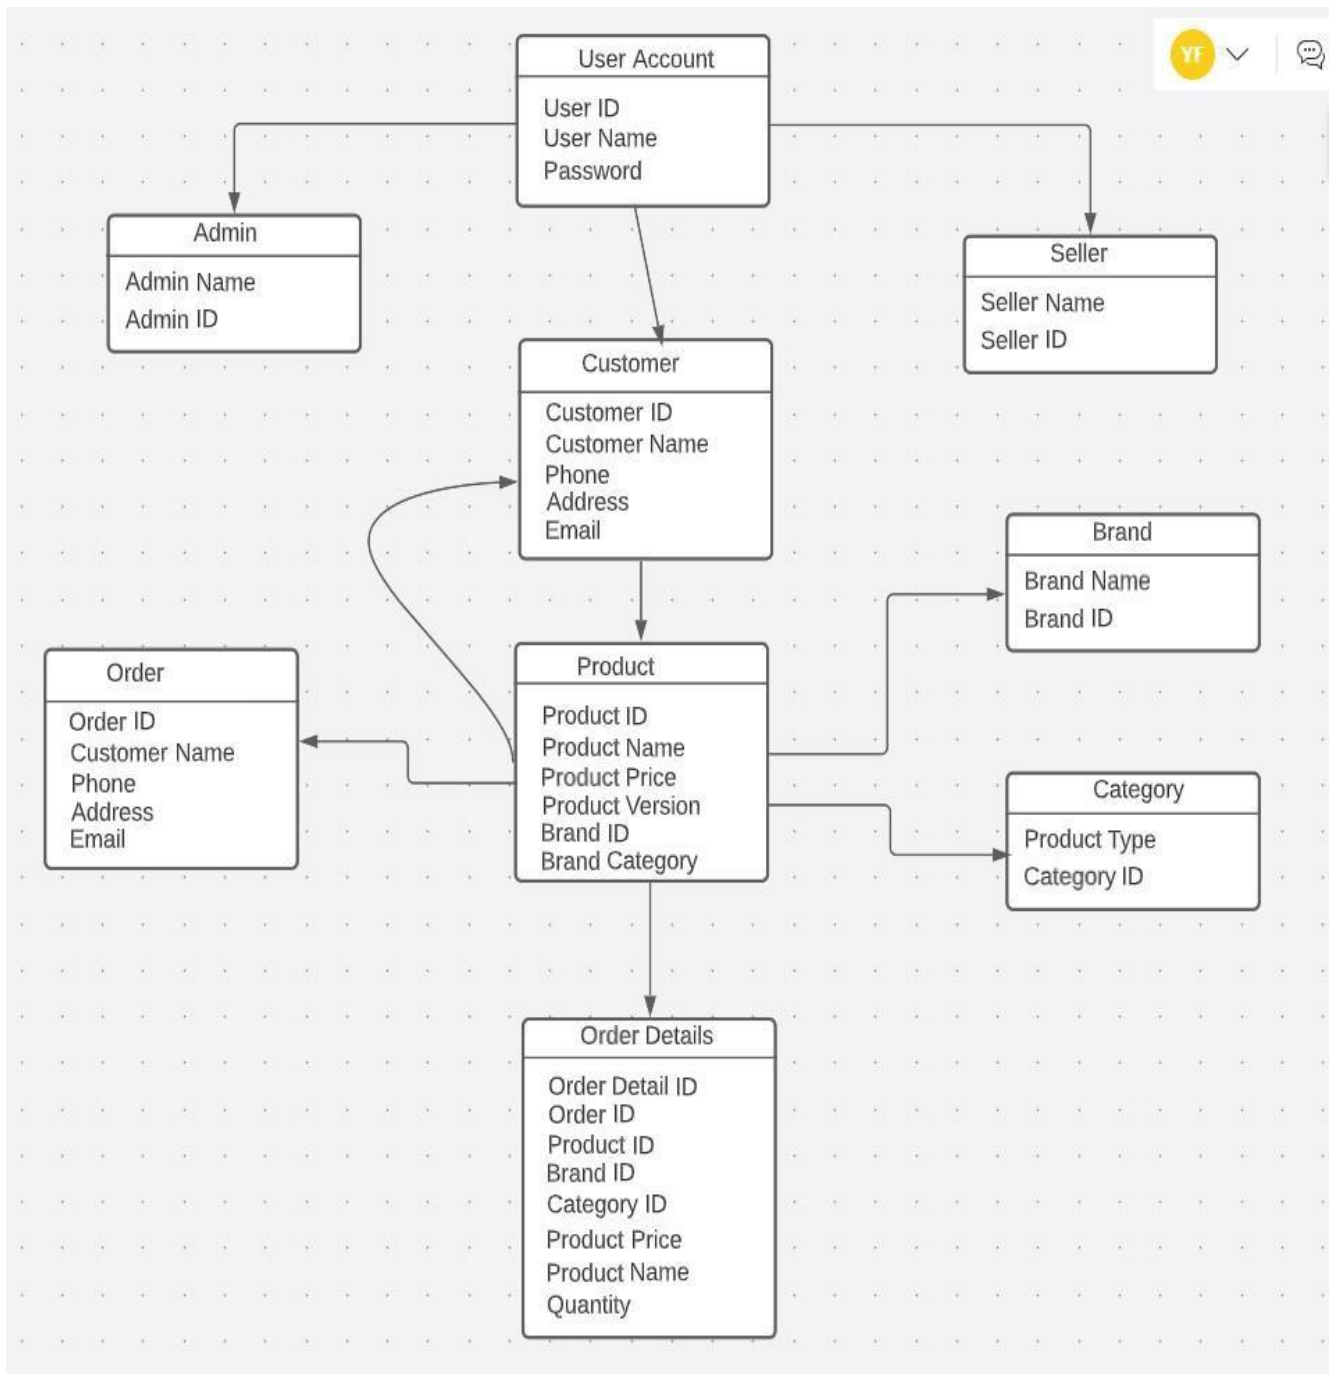 User Account
User ID
User Name
Password
YF
Admin
Admin Name
Admin ID
Seller
Seller Name
Seller ID
Customer
Customer ID
Customer Name
Phone
Address
Email
Brand
Brand Name
Brand ID
Order
Order ID
Customer Name
Phone
Address
Email
Product
Product ID
Product Name
Product Price
Product Version
Brand ID
Brand Category
Category
Product Type
Category ID
Order Details
Order Detail ID
Order ID
Product ID
Brand ID
Category ID
Product Price
Product Name
Quantity